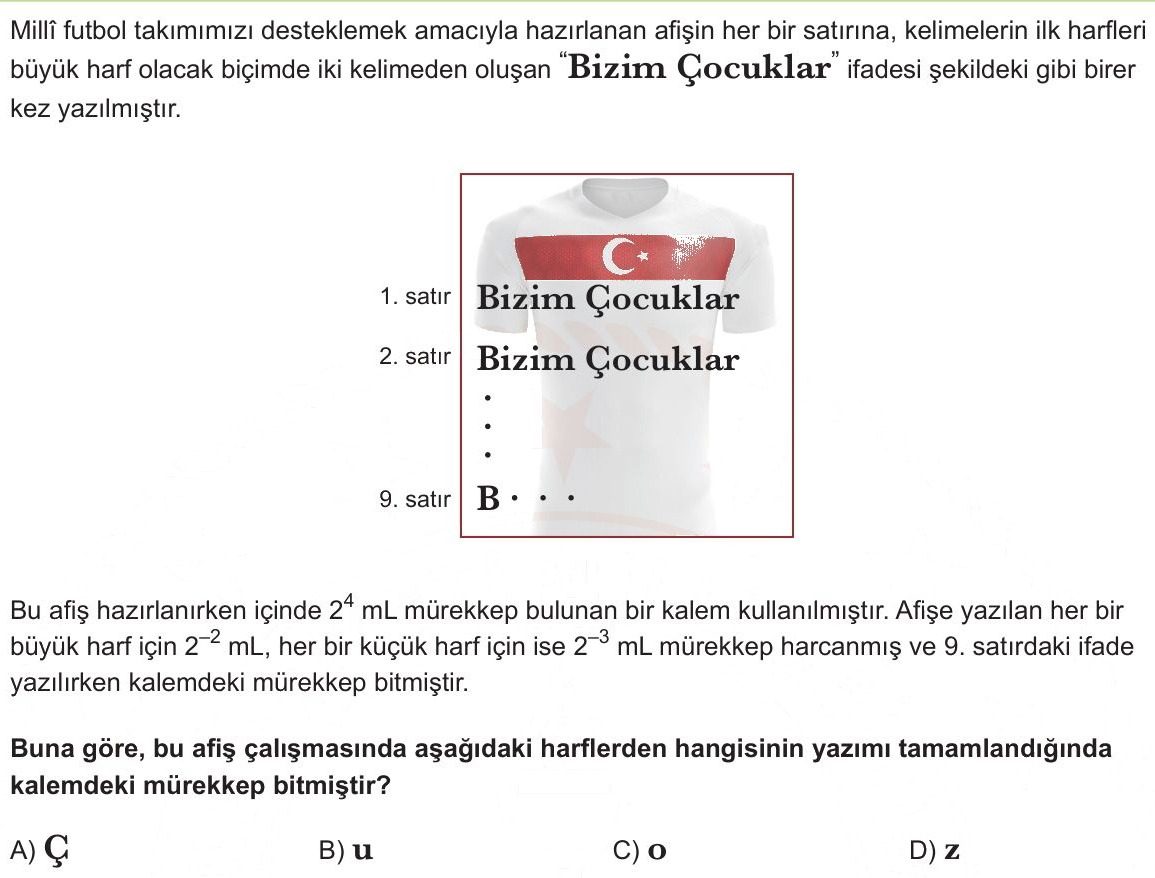 Millî futbol takımımızı desteklemek amacıyla hazırlanan afişin her bir satırına, kelimelerin ilk harfleri
büyük harf olacak biçimde iki kelimeden oluşan “Bizim Çocuklar” ifadesi şekildeki gibi birer
kez yazılmıştır.
1. satır Bizim Çocuklar
2. satır Bizim Çocuklar
.
.
.
9. satır B . . .
Bu afiş hazırlanırken içinde 2⁴ mL mürekkep bulunan bir kalem kullanılmıştır. Afişe yazılan her bir
büyük harf için 2⁻² mL, her bir küçük harf için ise 2⁻³ mL mürekkep harcanmış ve 9. satırdaki ifade
yazılırken kalemdeki mürekkep bitmiştir.
Buna göre, bu afiş çalışmasında aşağıdaki harflerden hangisinin yazımı tamamlandığında
kalemdeki mürekkep bitmiştir?
A) Ç B) u C) o D) z